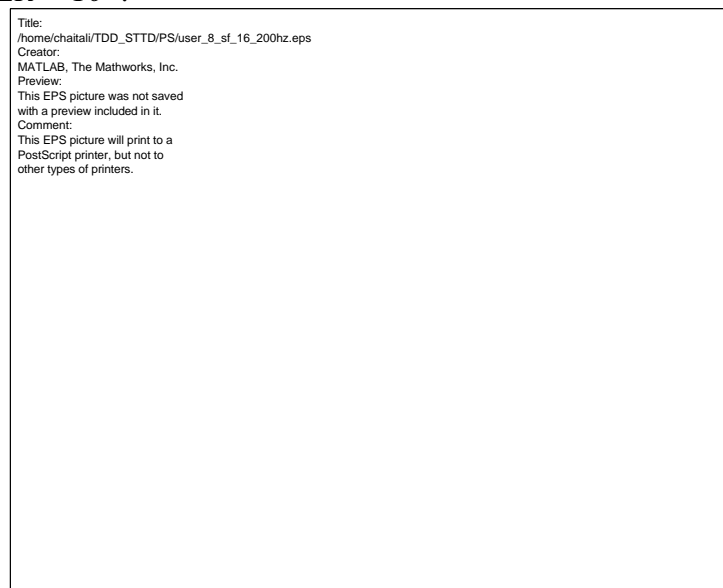 Title:
/home/chaitali/TDD_STTD/PS/user_8_sf_16_200hz.eps
Creator:
MATLAB, The Mathworks, Inc.
Preview:
This EPS picture was not saved
with a preview included in it.
Comment:
This EPS picture will print to a
PostScript printer, but not to
other types of printers.